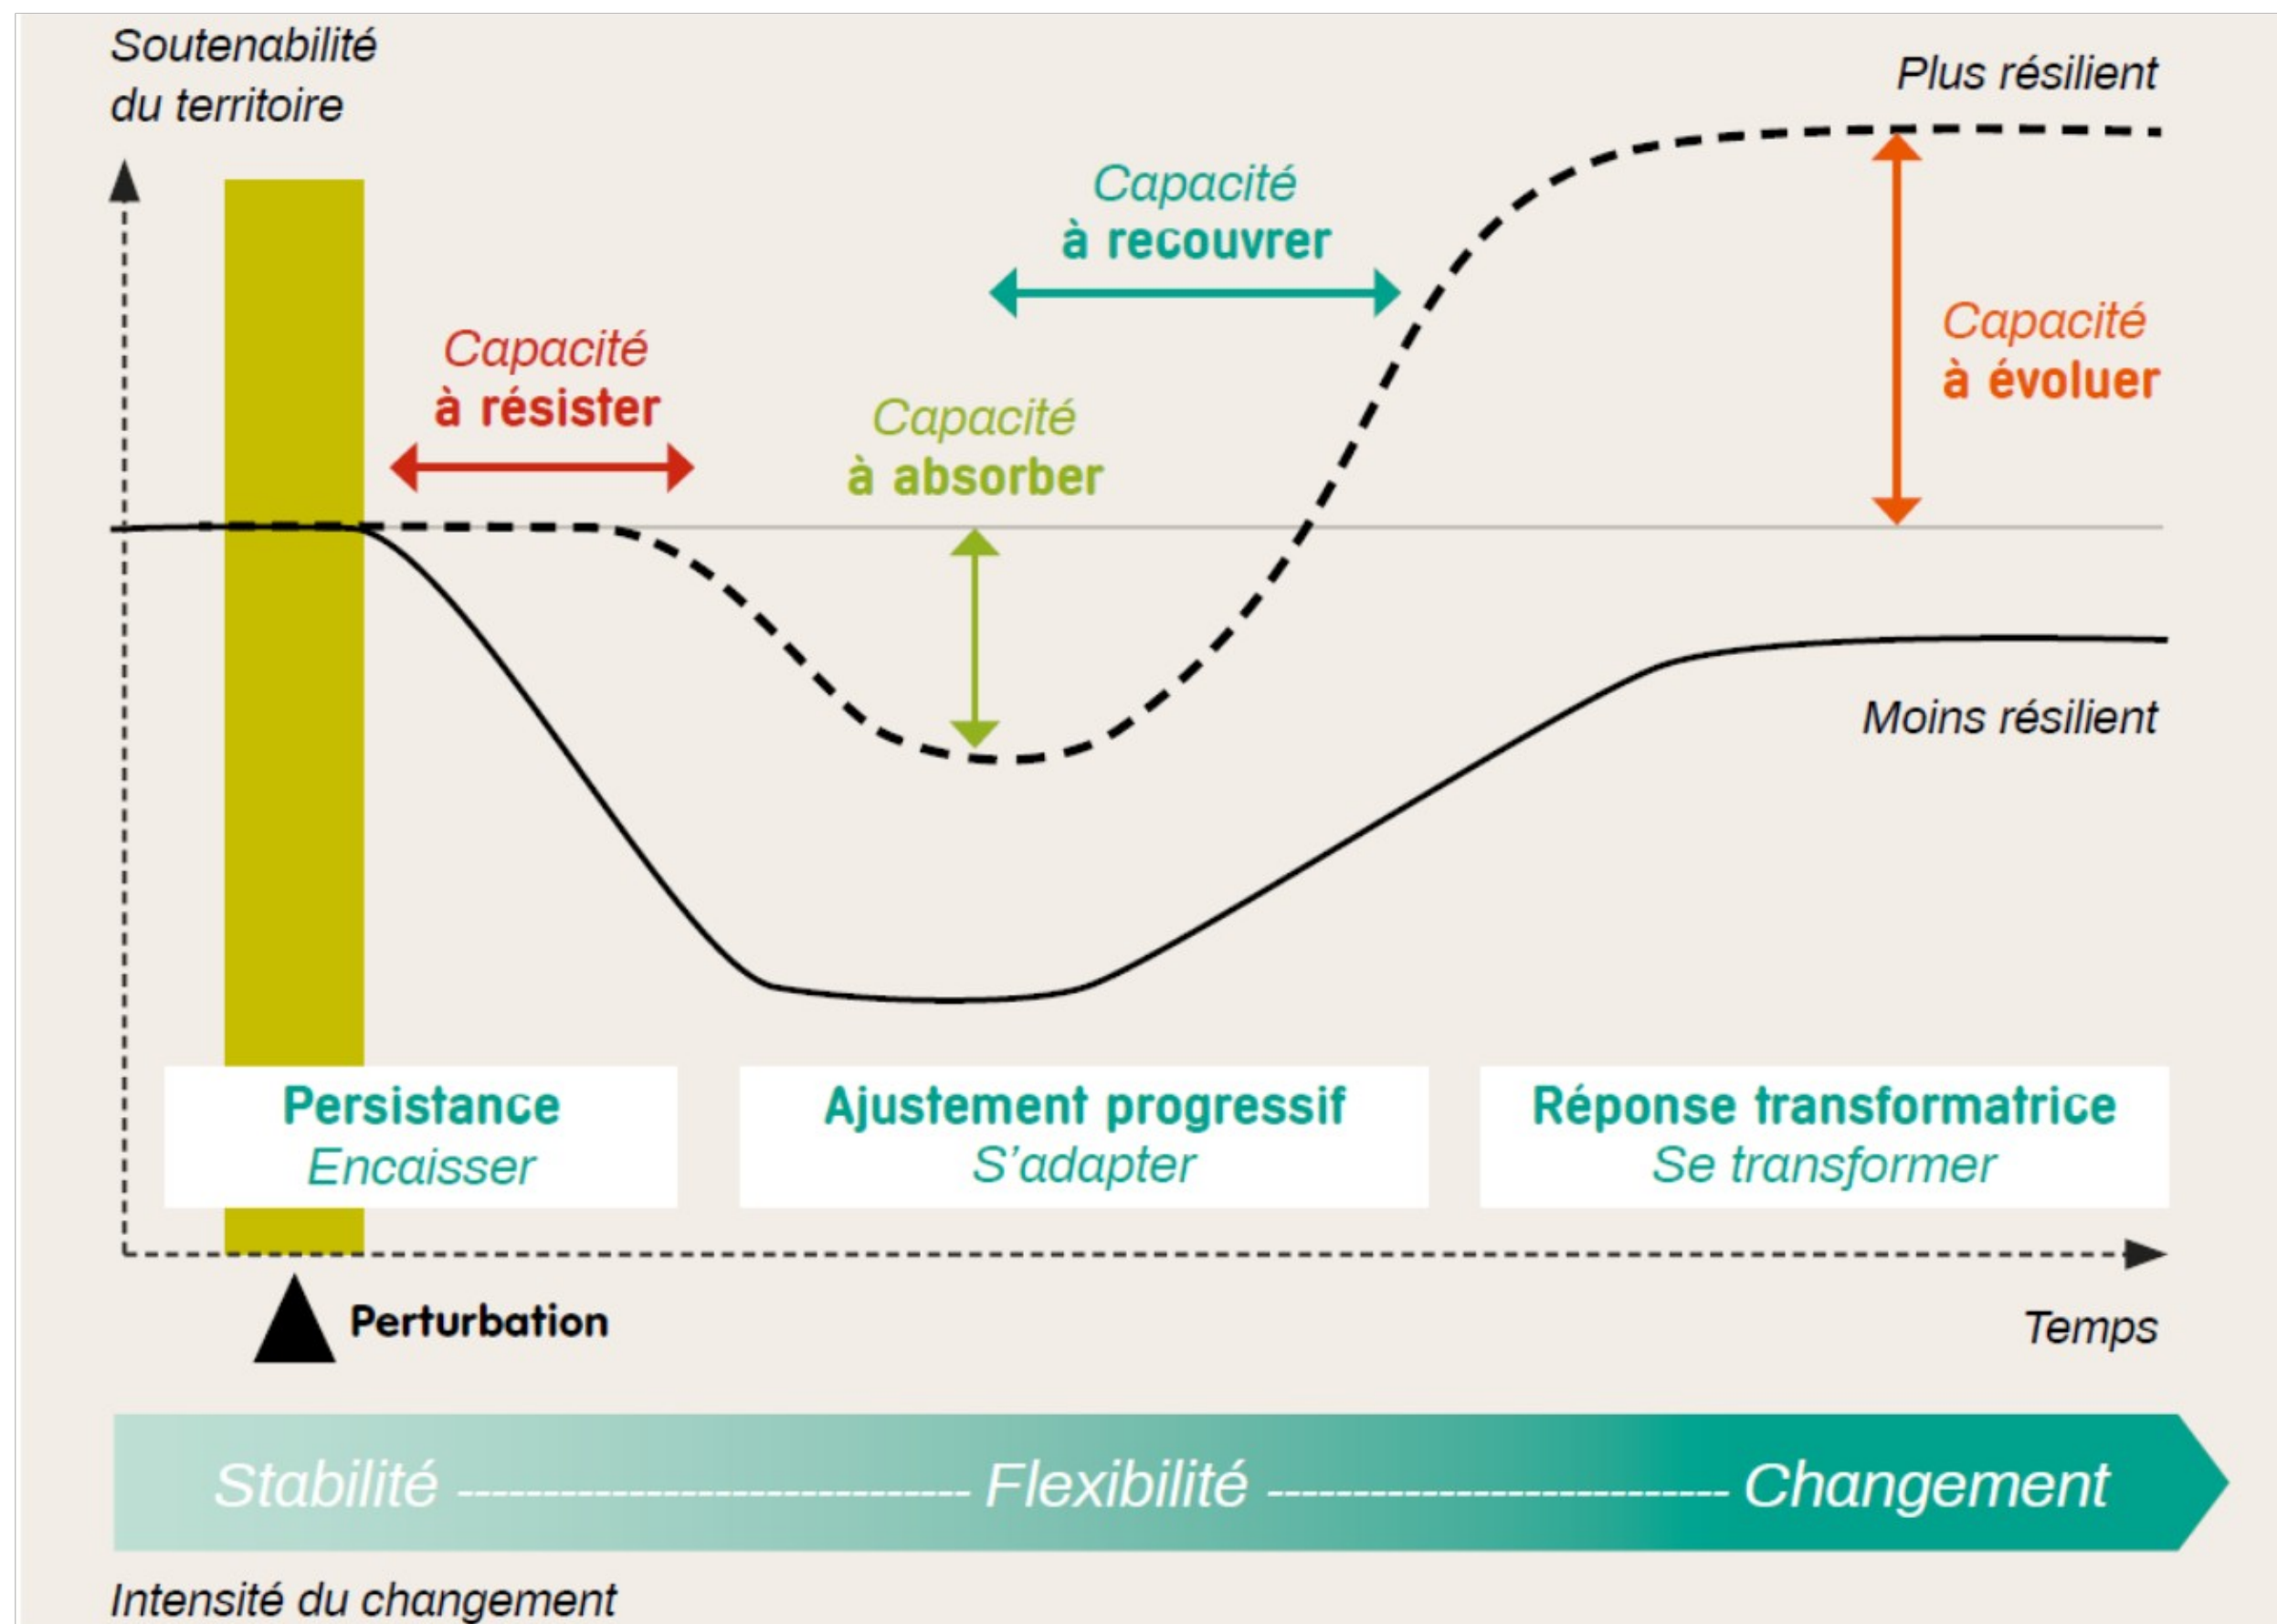 Soutenabilité
du territoire
Plus résilient
Capacité
à recouvrer
Capacité
à évoluer
Capacité
à résister
Capacité
à absorber
Moins résilient
Persistance
Encaisser
Ajustement progressif
S'adapter
Réponse transformatrice
Se transformer
Perturbation
Temps
Stabilité ------------------------------ Flexibilité --------------------------- Changement
Intensité du changement